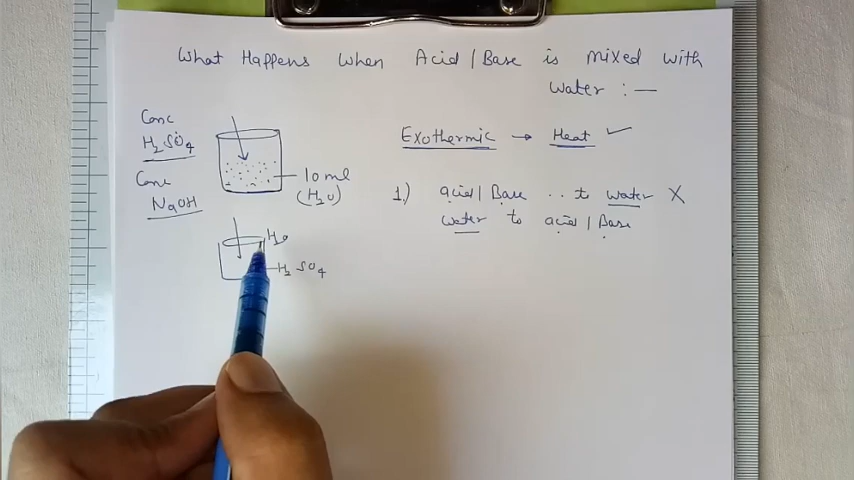 What Happens when Acid | Base is mixed with
water : —
Conc
H2SO4
Conc
NaOH
10 ml
(H2O)
H2O
H2SO4
Exothermic → Heat ✓
1.) acid | Base .. to water X
water to acid | Base